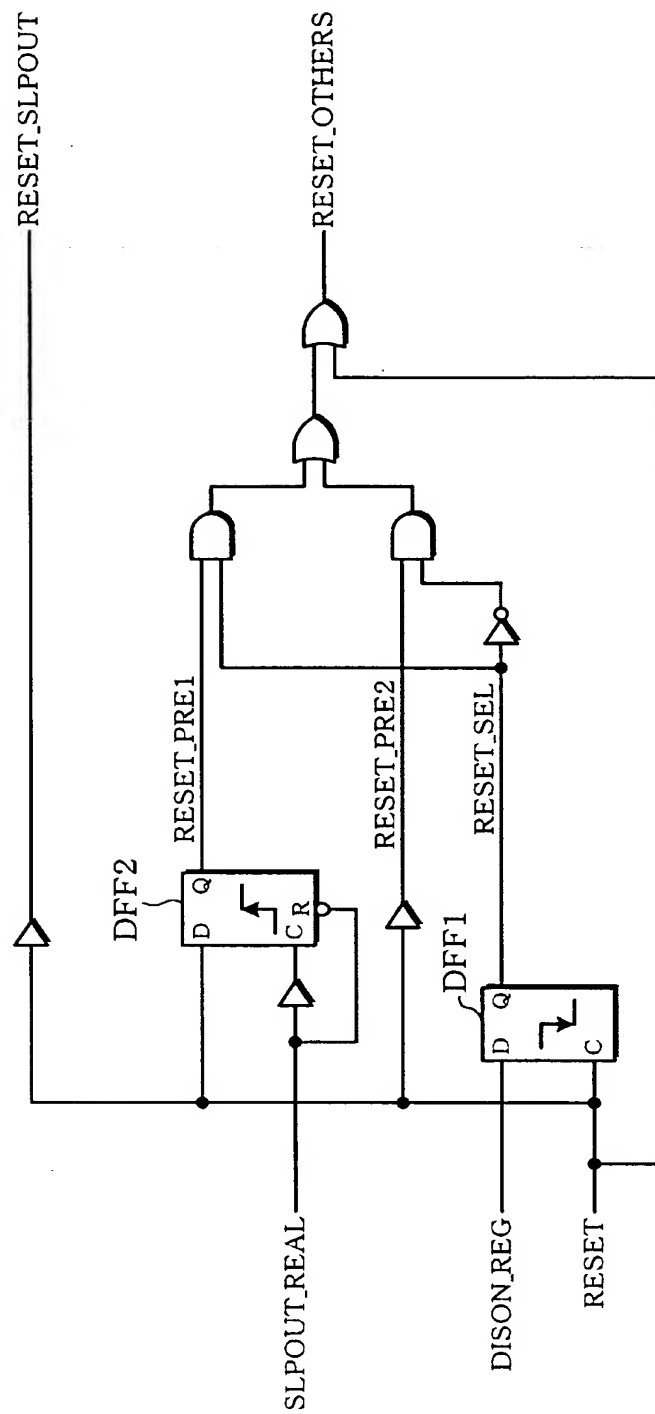 RESET_SLPOUT
RESET_OTHERS
RESET_PRE1
RESET_PRE2
RESET_SEL
DFF2
D
Q
C
R
DFF1
D
Q
C
SLPOUT_REAL
DISON_REG
RESET